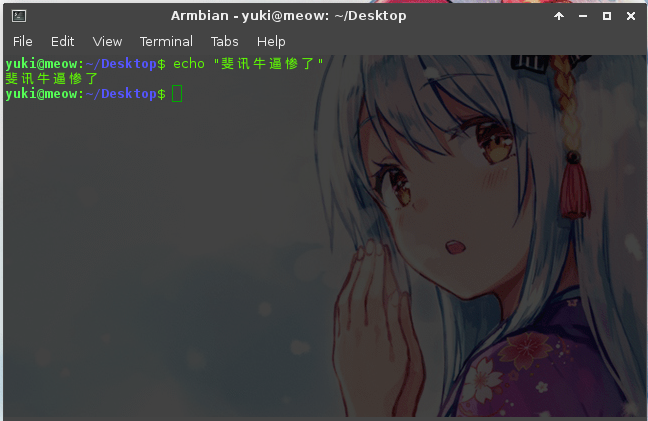 Armbian - yuki@meow: ~/Desktop
File Edit View Terminal Tabs Help
yuki@meow:~/Desktop$ echo "斐讯牛逼惨了"
斐讯牛逼惨了
yuki@meow:~/Desktop$